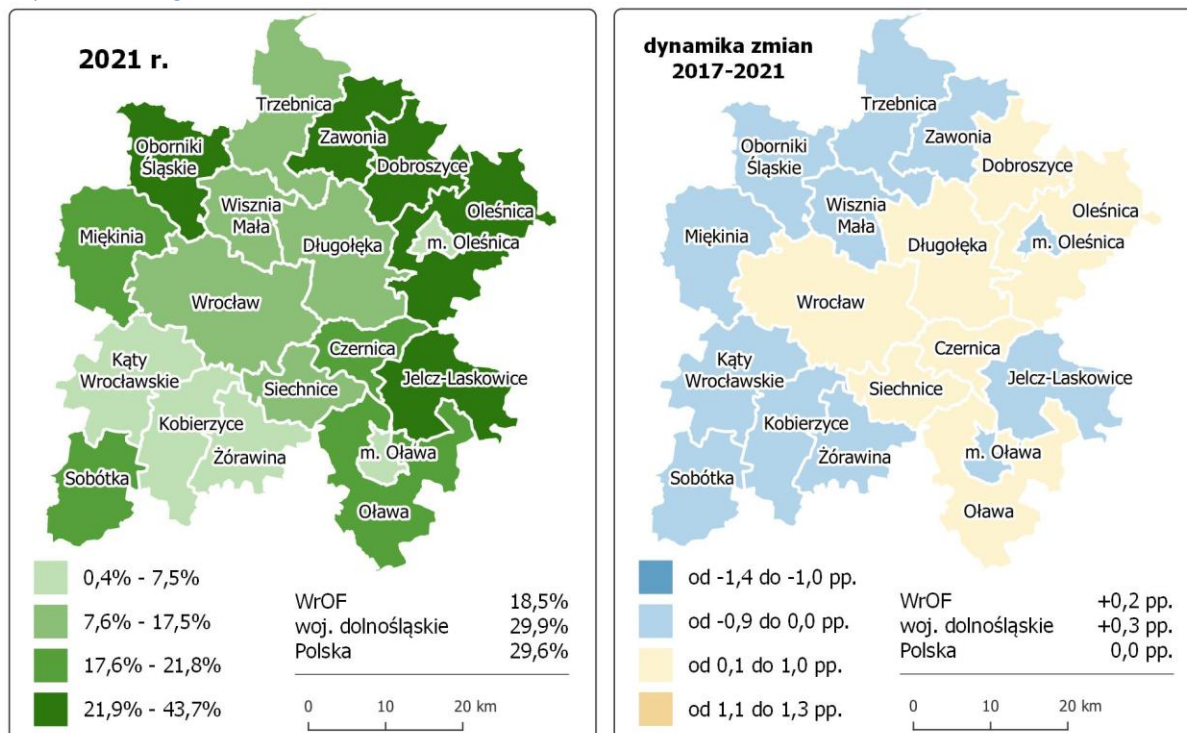 2021 r.
Trzebnica
Zawonia
Oborniki
Śląskie
Dobroszyce
Wisznia
Mała
Oleśnica
Miękinia
Długołęka
m. Oleśnica
Wrocław
Kąty
Wrocławskie
Czernica
Siechnice
Jelcz-Laskowice
Kobierzyce
Żórawina
m. Oława
Sobótka
Oława
0,4% - 7,5%
7,6% - 17,5%
17,6% - 21,8%
21,9% - 43,7%
WrOF 18,5%
woj. dolnośląskie 29,9%
Polska 29,6%
0 10 20 km
dynamika zmian
2017-2021
Trzebnica
Zawonia
Oborniki
Śląskie
Dobroszyce
Wisznia
Mała
Oleśnica
Miękinia
Długołęka
m. Oleśnica
Wrocław
Kąty
Wrocławskie
Czernica
Siechnice
Jelcz-Laskowice
Kobierzyce
Żórawina
m. Oława
Sobótka
Oława
od -1,4 do -1,0 pp.
od -0,9 do 0,0 pp.
od 0,1 do 1,0 pp.
od 1,1 do 1,3 pp.
WrOF +0,2 pp.
woj. dolnośląskie +0,3 pp.
Polska 0,0 pp.
0 10 20 km